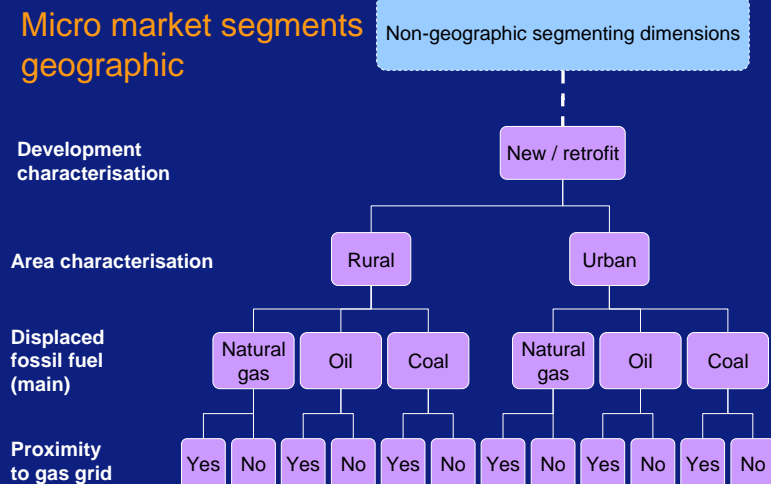 Micro market segments
geographic
Non-geographic segmenting dimensions
Development
characterisation
New / retrofit
Area characterisation
Rural
Urban
Displaced
fossil fuel
(main)
Natural
gas
Oil
Coal
Natural
gas
Oil
Coal
Proximity
to gas grid
Yes
No
Yes
No
Yes
No
Yes
No
Yes
No
Yes
No